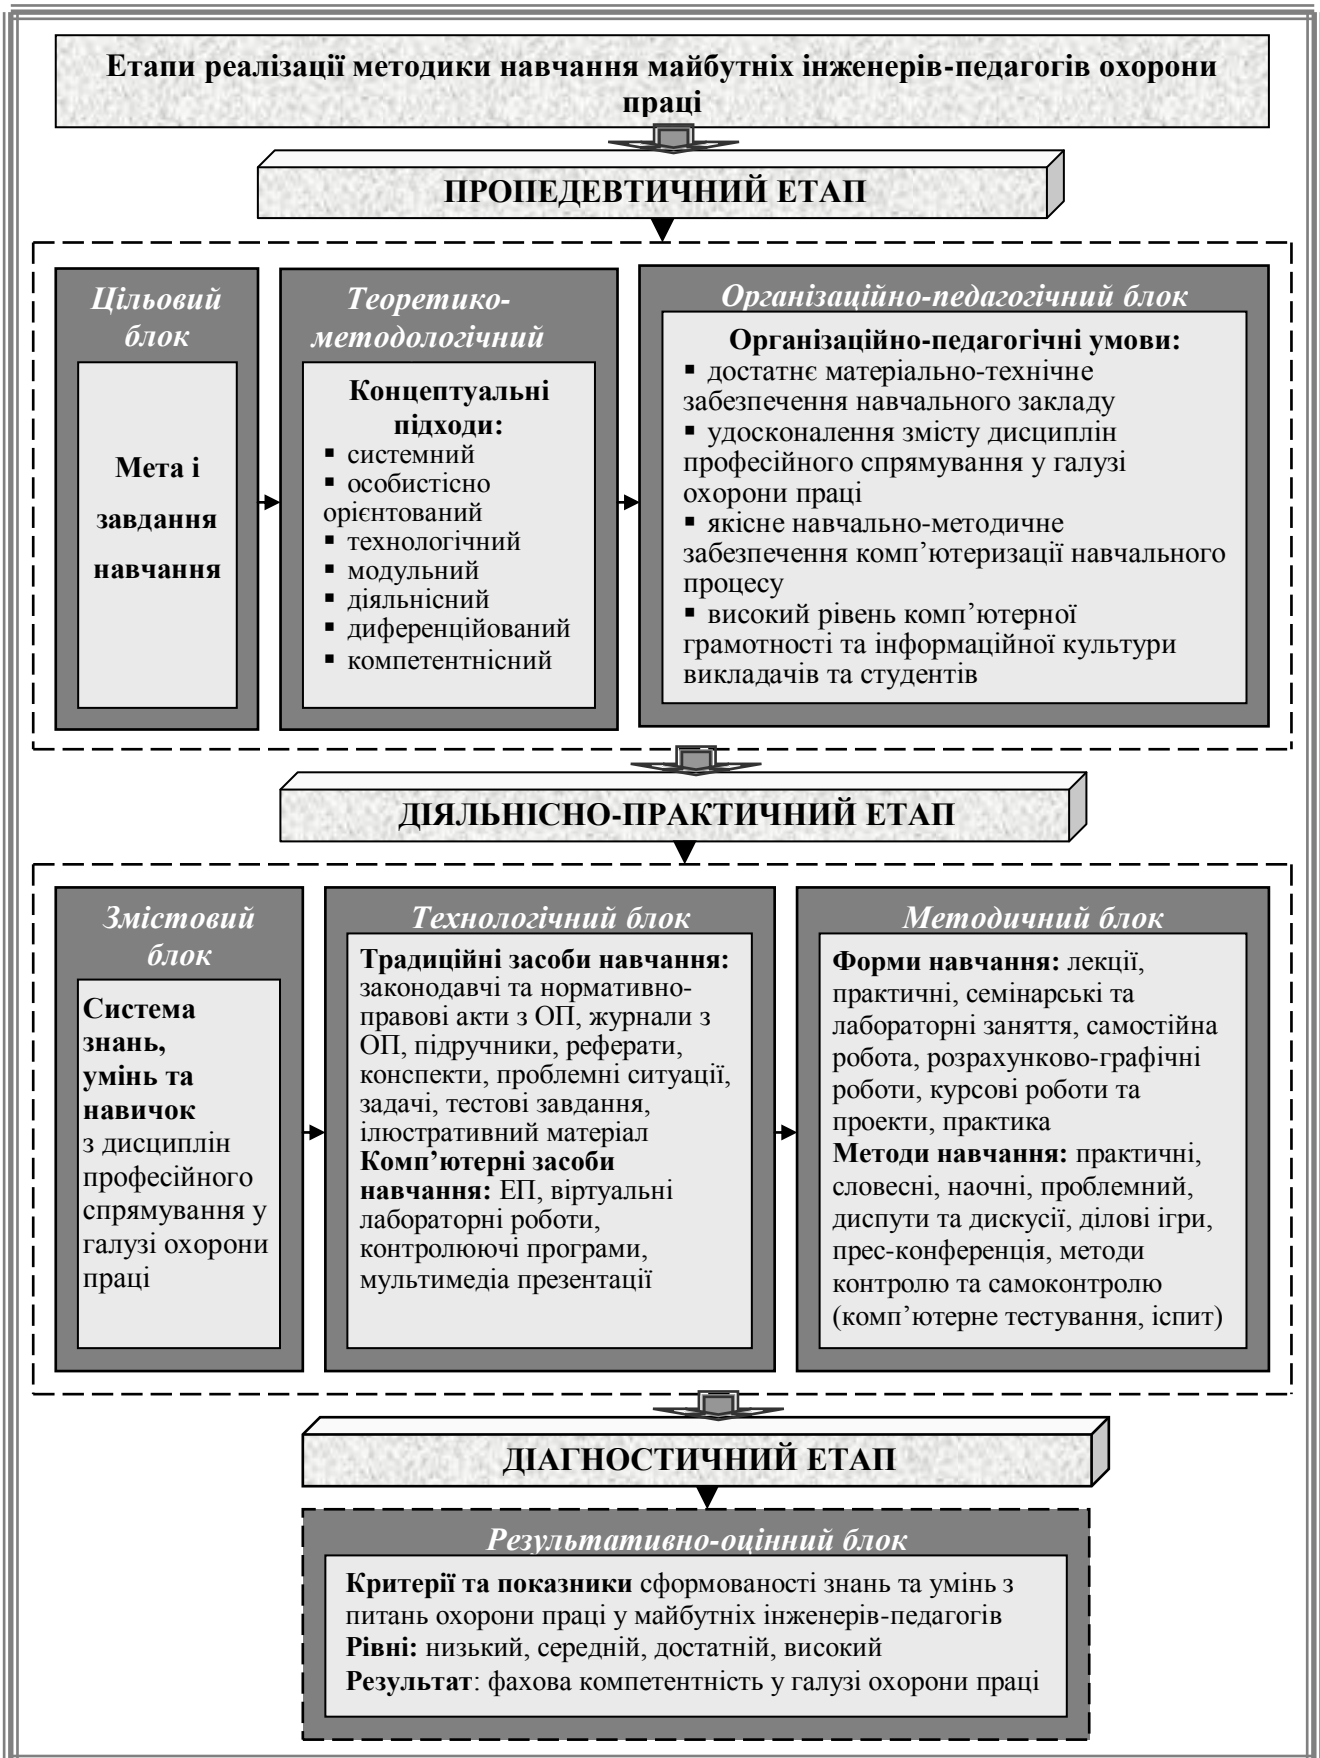 Етапи реалізації методики навчання майбутніх інженерів-педагогів охорони
праці
ПРОПЕДЕВТИЧНИЙ ЕТАП
Цільовий
блок
Мета і
завдання
навчання
Теоретико-
методологічний
Концептуальні
підходи:
▪ системний
▪ особистісно
орієнтований
▪ технологічний
▪ модульний
▪ діяльнісний
▪ диференційований
▪ компетентнісний
Організаційно-педагогічний блок
Організаційно-педагогічні умови:
▪ достатнє матеріально-технічне
забезпечення навчального закладу
▪ удосконалення змісту дисциплін
професійного спрямування у галузі
охорони праці
▪ якісне навчально-методичне
забезпечення комп’ютеризації навчального
процесу
▪ високий рівень комп’ютерної
грамотності та інформаційної культури
викладачів та студентів
ДІЯЛЬНІСНО-ПРАКТИЧНИЙ ЕТАП
Змістовий
блок
Система
знань,
умінь та
навичок
з дисциплін
професійного
спрямування у
галузі охорони
праці
Технологічний блок
Традиційні засоби навчання:
законодавчі та нормативно-
правові акти з ОП, журнали з
ОП, підручники, реферати,
конспекти, проблемні ситуації,
задачі, тестові завдання,
ілюстративний матеріал
Комп’ютерні засоби
навчання: ЕП, віртуальні
лабораторні роботи,
контролюючі програми,
мультимедіа презентації
Методичний блок
Форми навчання: лекції,
практичні, семінарські та
лабораторні заняття, самостійна
робота, розрахунково-графічні
роботи, курсові роботи та
проекти, практика
Методи навчання: практичні,
словесні, наочні, проблемний,
диспути та дискусії, ділові ігри,
прес-конференція, методи
контролю та самоконтролю
(комп’ютерне тестування, іспит)
ДІАГНОСТИЧНИЙ ЕТАП
Результативно-оцінний блок
Критерії та показники сформованості знань та умінь з
питань охорони праці у майбутніх інженерів-педагогів
Рівні: низький, середній, достатній, високий
Результат: фахова компетентність у галузі охорони праці